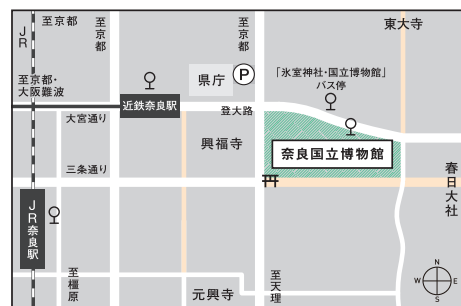 JR
至京都
至京都
至京都
東大寺
至京都・
大阪難波
県庁
P
「氷室神社・国立博物館」
バス停
近鉄奈良駅
大宮通り
登大路
興福寺
奈良国立博物館
三条通り
春日大社
JR奈良駅
至橿原
元興寺
至天理
N
W
E
S